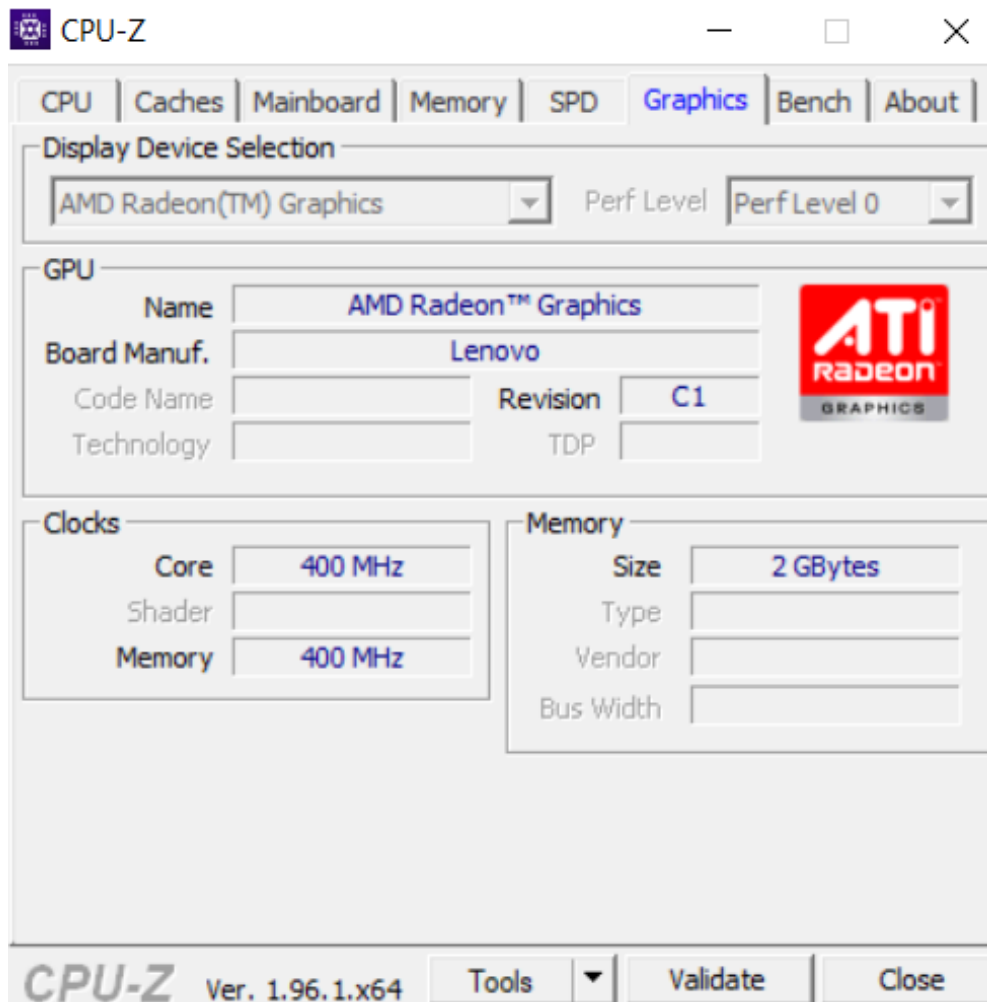 CPU-Z
CPU Caches Mainboard Memory SPD Graphics Bench About
Display Device Selection
AMD Radeon(TM) Graphics Perf Level Perf Level 0
GPU
Name AMD Radeon™ Graphics
Board Manuf. Lenovo
Code Name Revision C1
Technology TDP
ATI
RADEON
GRAPHICS
Clocks
Core 400 MHz
Shader
Memory 400 MHz
Memory
Size 2 GBytes
Type
Vendor
Bus Width
CPU-Z Ver. 1.96.1.x64 Tools Validate Close